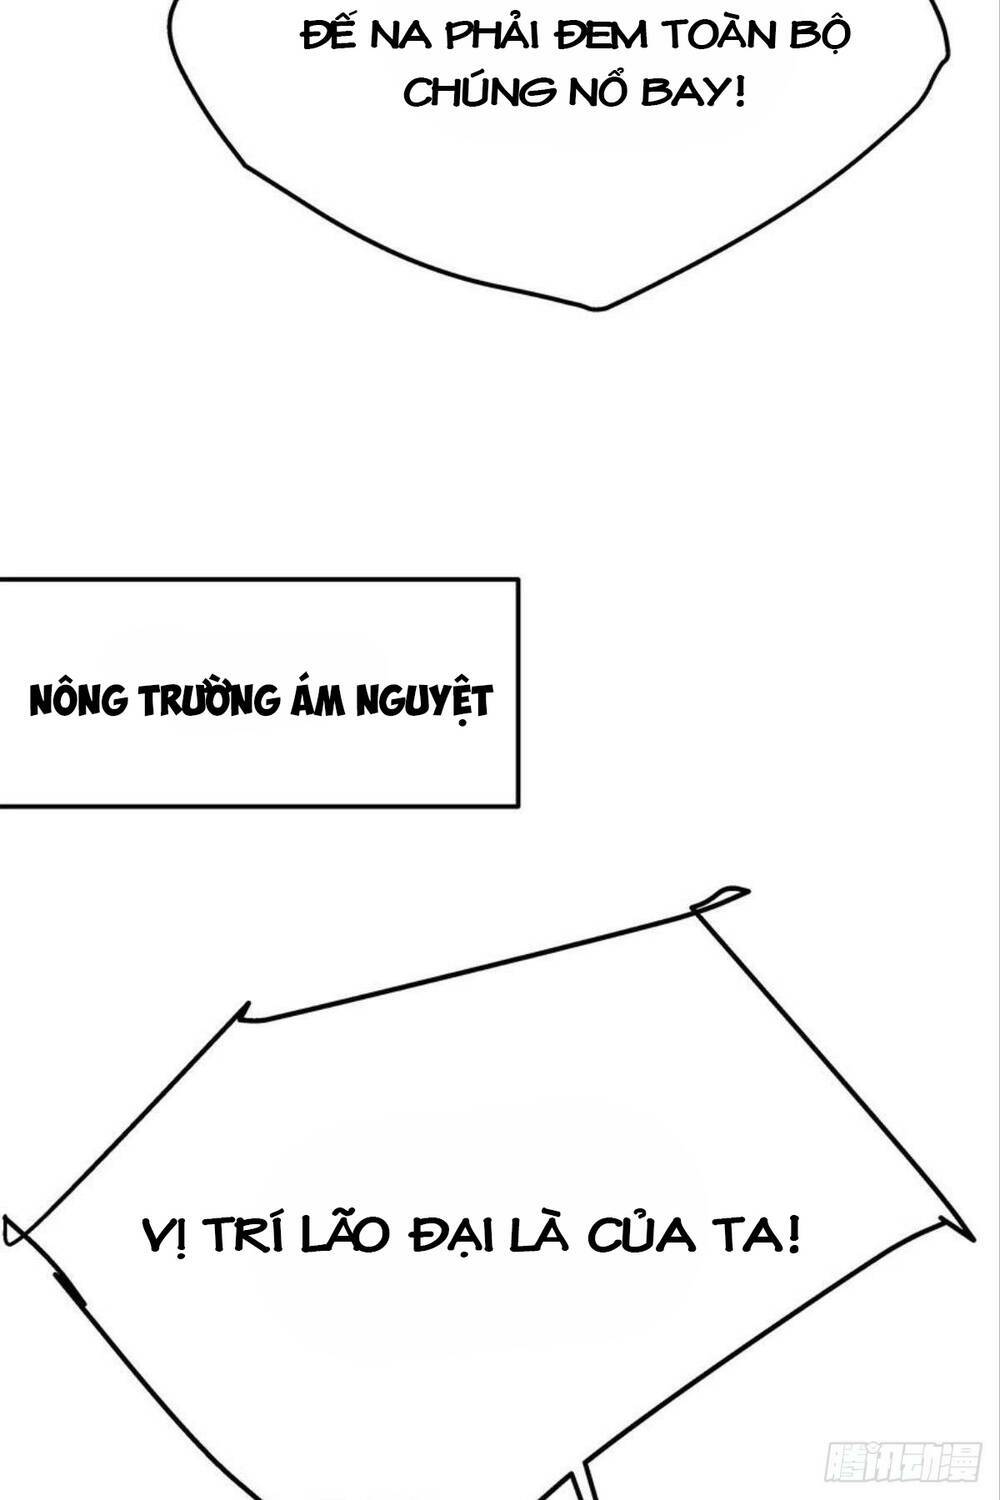 ĐẾ NA PHẢI ĐEM TOÀN BỘ
CHÚNG NỔ BAY!
NÔNG TRƯỜNG ÁM NGUYỆT
VỊ TRÍ LÃO ĐẠI LÀ CỦA TA!
腾讯动漫